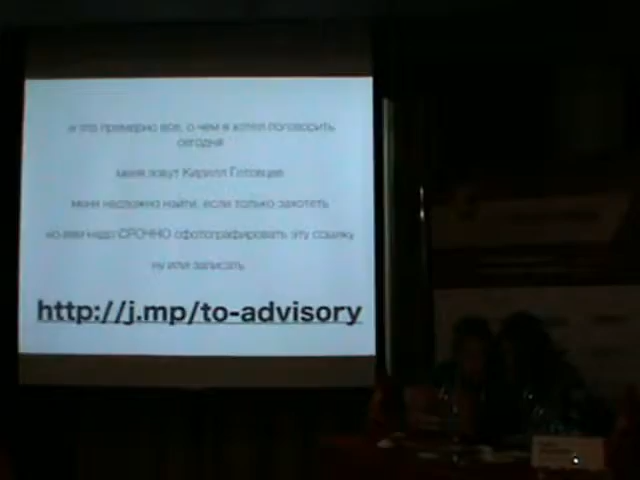 и это примерно все, о чем я хотел поговорить
сегодня
меня зовут Кирилл Готовцев
меня несложно найти, если только захотеть
но вам надо СРОЧНО сфотографировать эту ссылку
ну или записать
http://j.mp/to-advisory